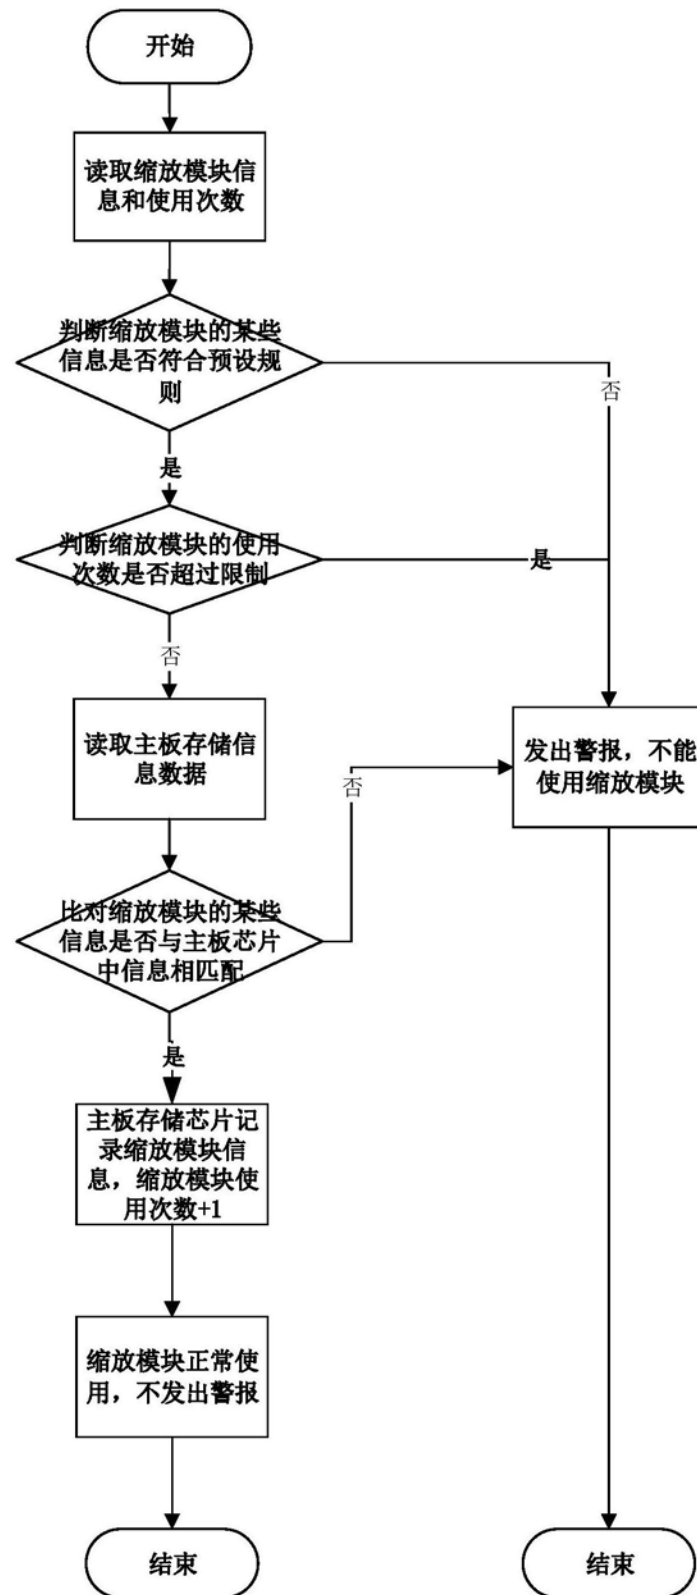 开始
读取缩放模块信
息和使用次数
判断缩放模块的某些
信息是否符合预设规
则
否
是
判断缩放模块的使用
次数是否超过限制
是
否
读取主板存储信
息数据
发出警报，不能
使用缩放模块
否
比对缩放模块的某些
信息是否与主板芯片
中信息相匹配
是
主板存储芯片记
录缩放模块信
息，缩放模块使
用次数+1
缩放模块正常使
用，不发出警报
结束
结束